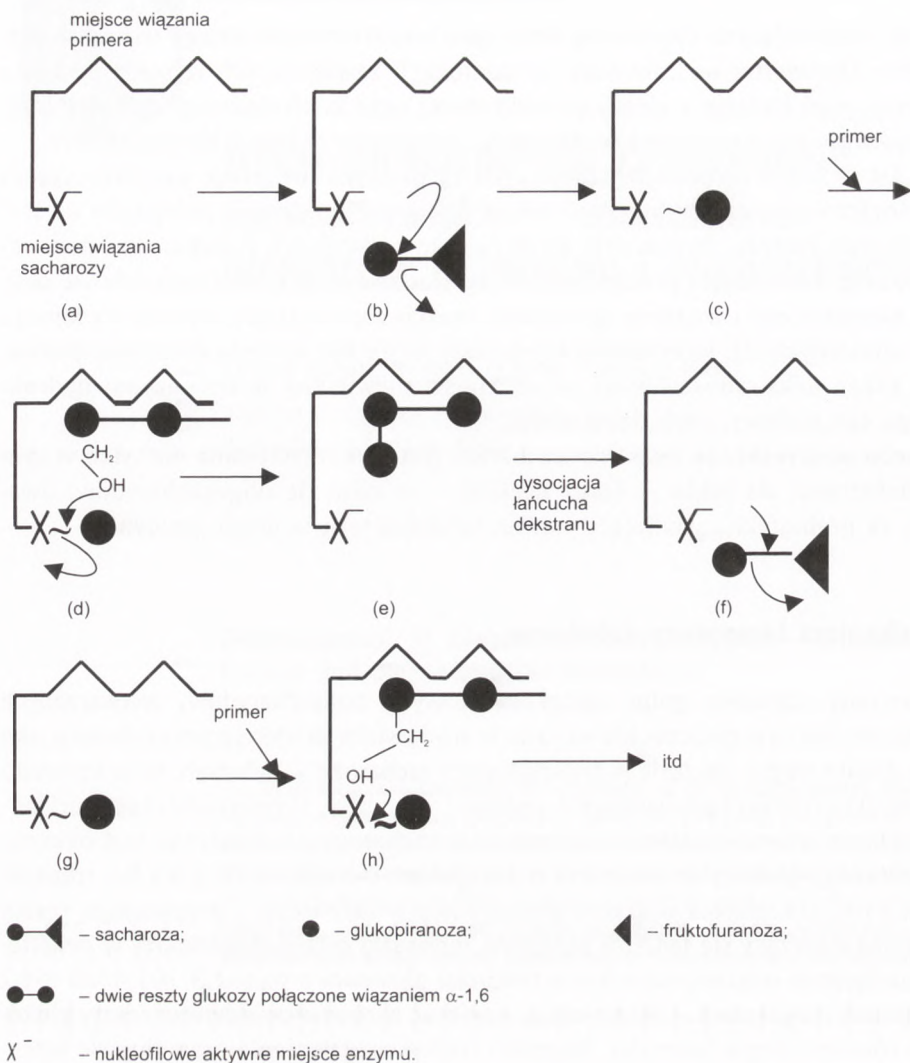 miejsce wiązania
primera
X⁻
miejsce wiązania
sacharozy
(a)
X
(b)
X ~
(c)
primer
CH₂
OH
X ~
(d)
X⁻
(e)
dysocjacja
łańcucha
dekstranu
X⁻
(f)
X ~
(g)
primer
CH₂
OH
X ~
(h)
itd
– sacharoza;
– glukopiranoza;
– fruktofuranoza;
– dwie reszty glukozy połączone wiązaniem α-1,6
X⁻ – nukleofilowe aktywne miejsce enzymu.